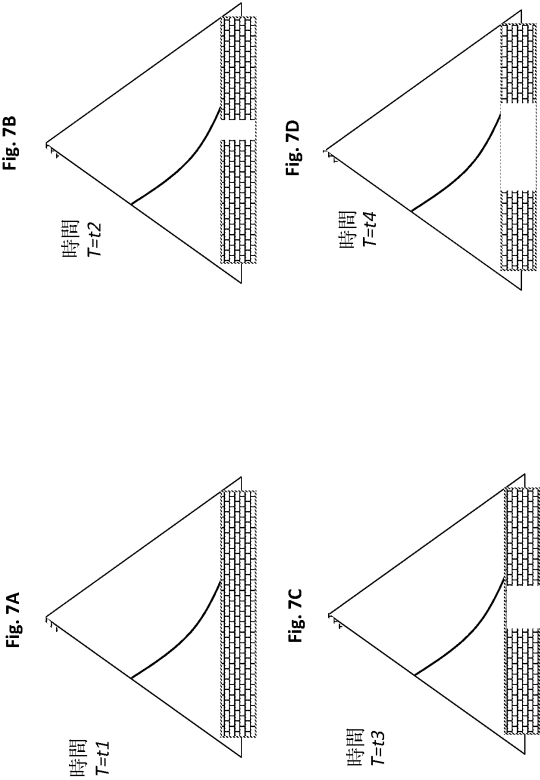 Fig. 7A
時間
T=t1
Fig. 7B
時間
T=t2
Fig. 7C
時間
T=t3
Fig. 7D
時間
T=t4